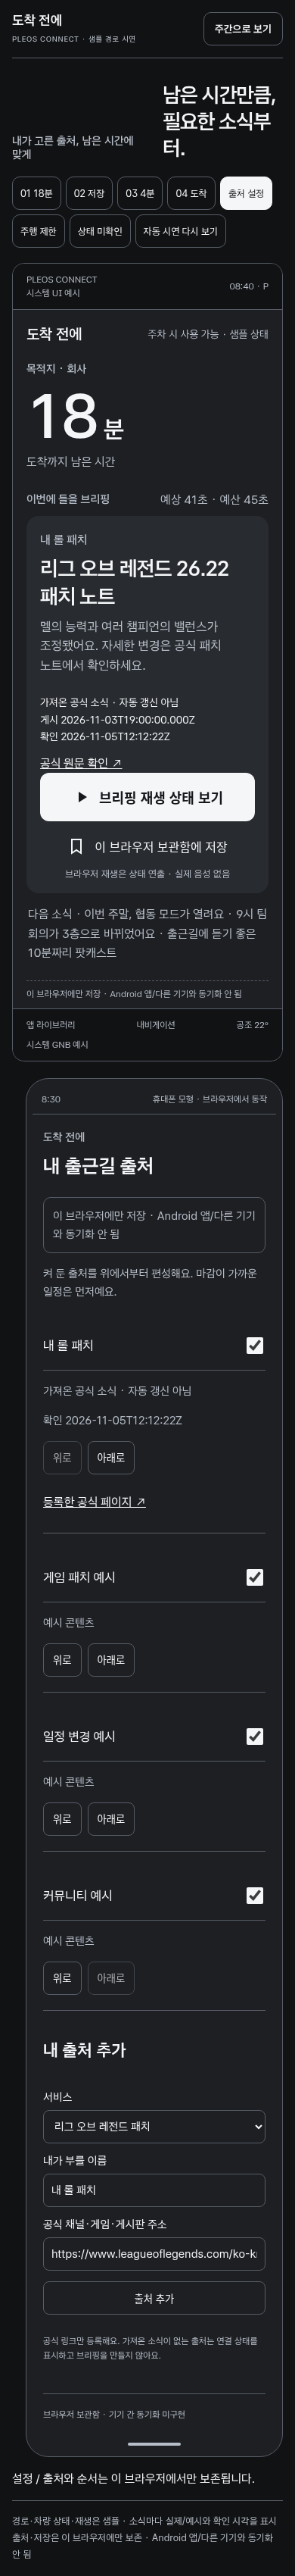 도착 전에
PLEOS CONNECT · 샘플 경로 시연
주간으로 보기
내가 고른 출처, 남은 시간에
맞게
남은 시간만큼,
필요한 소식부
터.
01 18분
02 저장
03 4분
04 도착
출처 설정
주행 제한
상태 미확인
자동 시연 다시 보기
PLEOS CONNECT
시스템 UI 예시
08:40 · P
도착 전에
주차 시 사용 가능 · 샘플 상태
목적지 · 회사
18분
도착까지 남은 시간
이번에 들을 브리핑
예상 41초 · 예산 45초
내 롤 패치
리그 오브 레전드 26.22
패치 노트
멜의 능력과 여러 챔피언의 밸런스가
조정됐어요. 자세한 변경은 공식 패치
노트에서 확인하세요.
가져온 공식 소식 · 자동 갱신 아님
게시 2026-11-03T19:00:00.000Z
확인 2026-11-05T12:12:22Z
공식 원문 확인 ↗
▶ 브리핑 재생 상태 보기
이 브라우저 보관함에 저장
브라우저 재생은 상태 연출 · 실제 음성 없음
다음 소식 · 이번 주말, 협동 모드가 열려요 · 9시 팀
회의가 3층으로 바뀌었어요 · 출근길에 듣기 좋은
10분짜리 팟캐스트
이 브라우저에만 저장 · Android 앱/다른 기기와 동기화 안 됨
앱 라이브러리
내비게이션
공조 22°
시스템 GNB 예시
8:30
휴대폰 모형 · 브라우저에서 동작
도착 전에
내 출근길 출처
이 브라우저에만 저장 · Android 앱/다른 기기
와 동기화 안 됨
켜 둔 출처를 위에서부터 편성해요. 마감이 가까운
일정은 먼저예요.
내 롤 패치
가져온 공식 소식 · 자동 갱신 아님
확인 2026-11-05T12:12:22Z
위로
아래로
등록한 공식 페이지 ↗
게임 패치 예시
예시 콘텐츠
위로
아래로
일정 변경 예시
예시 콘텐츠
위로
아래로
커뮤니티 예시
예시 콘텐츠
위로
아래로
내 출처 추가
서비스
리그 오브 레전드 패치
내가 부를 이름
내 롤 패치
공식 채널·게임·게시판 주소
https://www.leagueoflegends.com/ko-k
출처 추가
공식 링크만 등록해요. 가져온 소식이 없는 출처는 연결 상태를
표시하고 브리핑을 만들지 않아요.
브라우저 보관함 · 기기 간 동기화 미구현
설정 / 출처와 순서는 이 브라우저에서만 보존됩니다.
경로·차량 상태·재생은 샘플 · 소식마다 실제/예시와 확인 시각을 표시
출처·저장은 이 브라우저에만 보존 · Android 앱/다른 기기와 동기화
안 됨